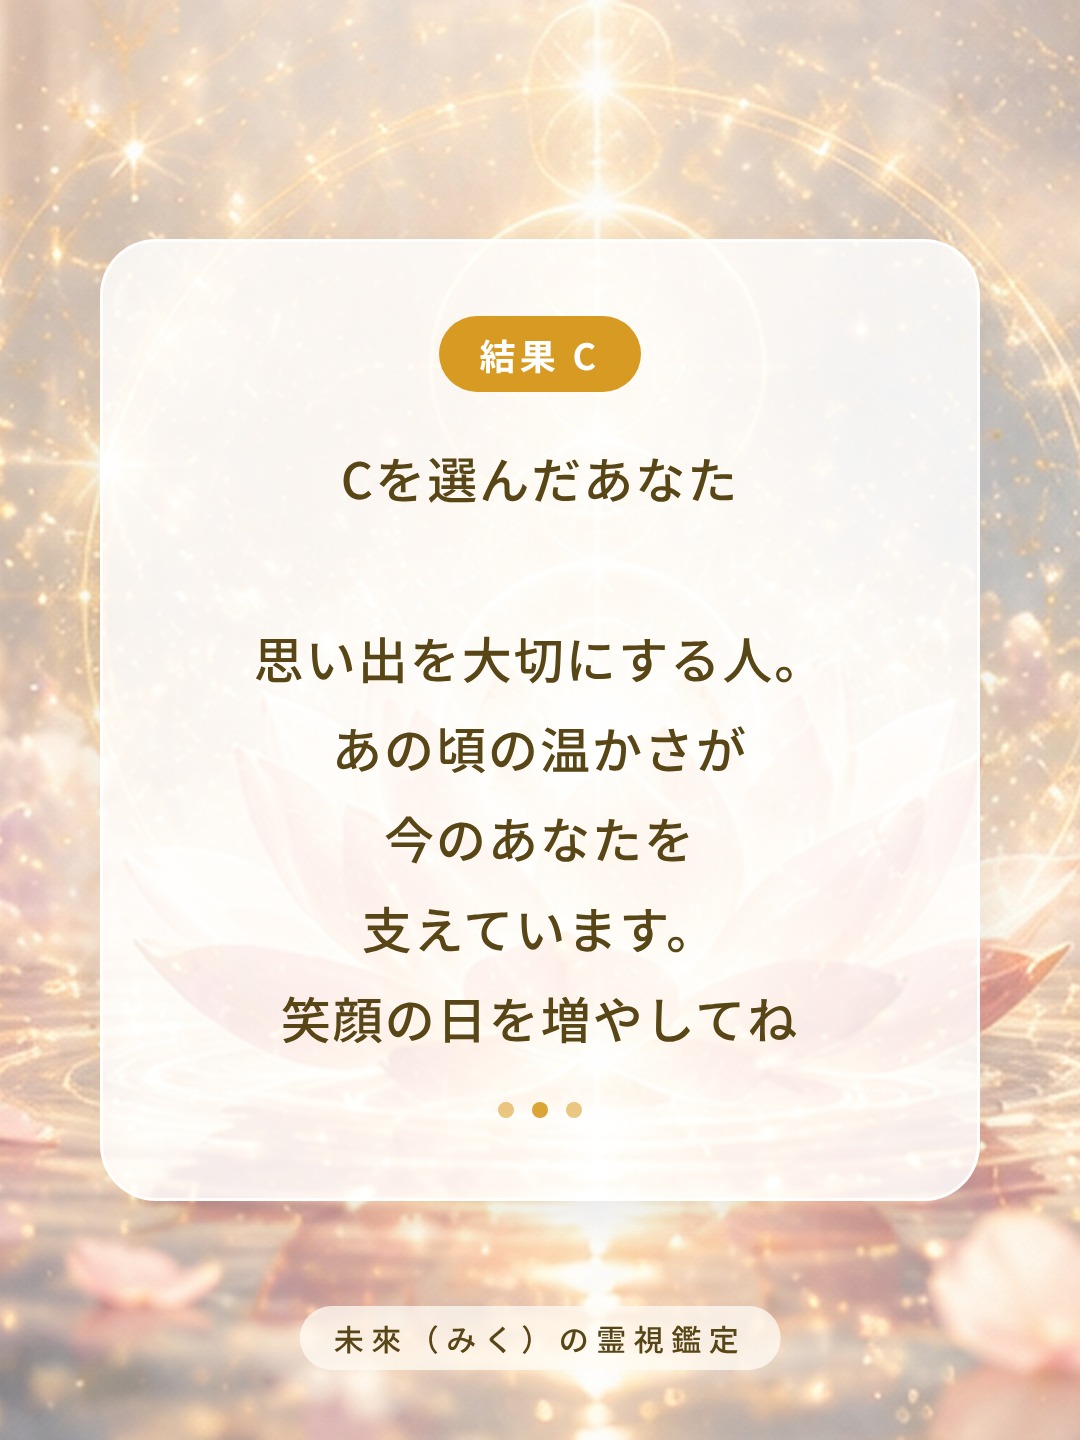 結果 C
Cを選んだあなた
思い出を大切にする人。
あの頃の温かさが
今のあなたを
支えています。
笑顔の日を増やしてね
未來（みく）の霊視鑑定